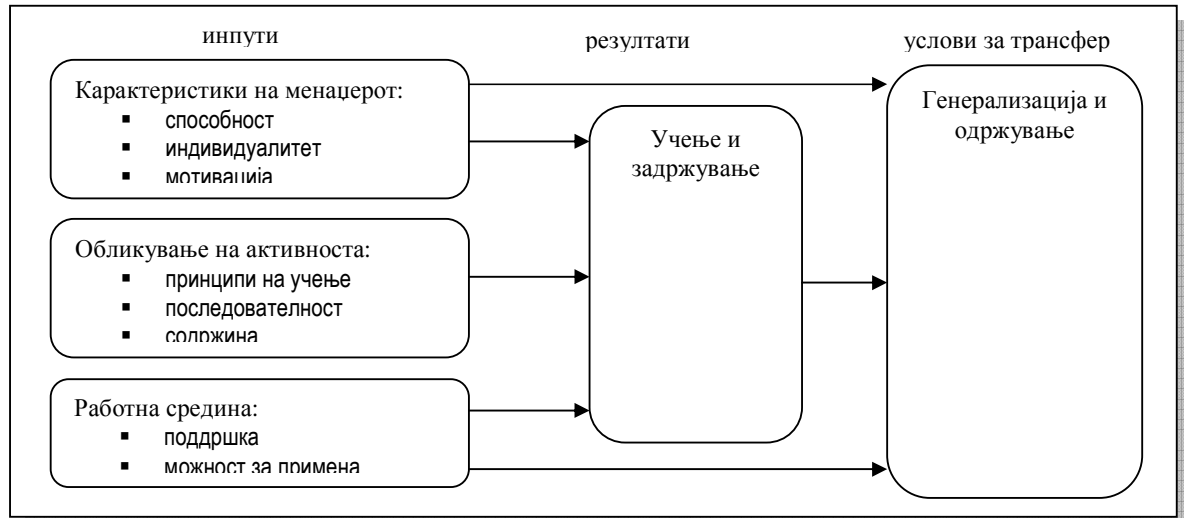 инпути
резултати
услови за трансфер
Карактеристики на менаџерот:
▪ способност
▪ индивидуалитет
▪ мотивација
Обликување на активноста:
▪ принципи на учење
▪ последователност
▪ содржина
Работна средина:
▪ поддршка
▪ можност за примена
Учење и
задржување
Генерализација и
одржување